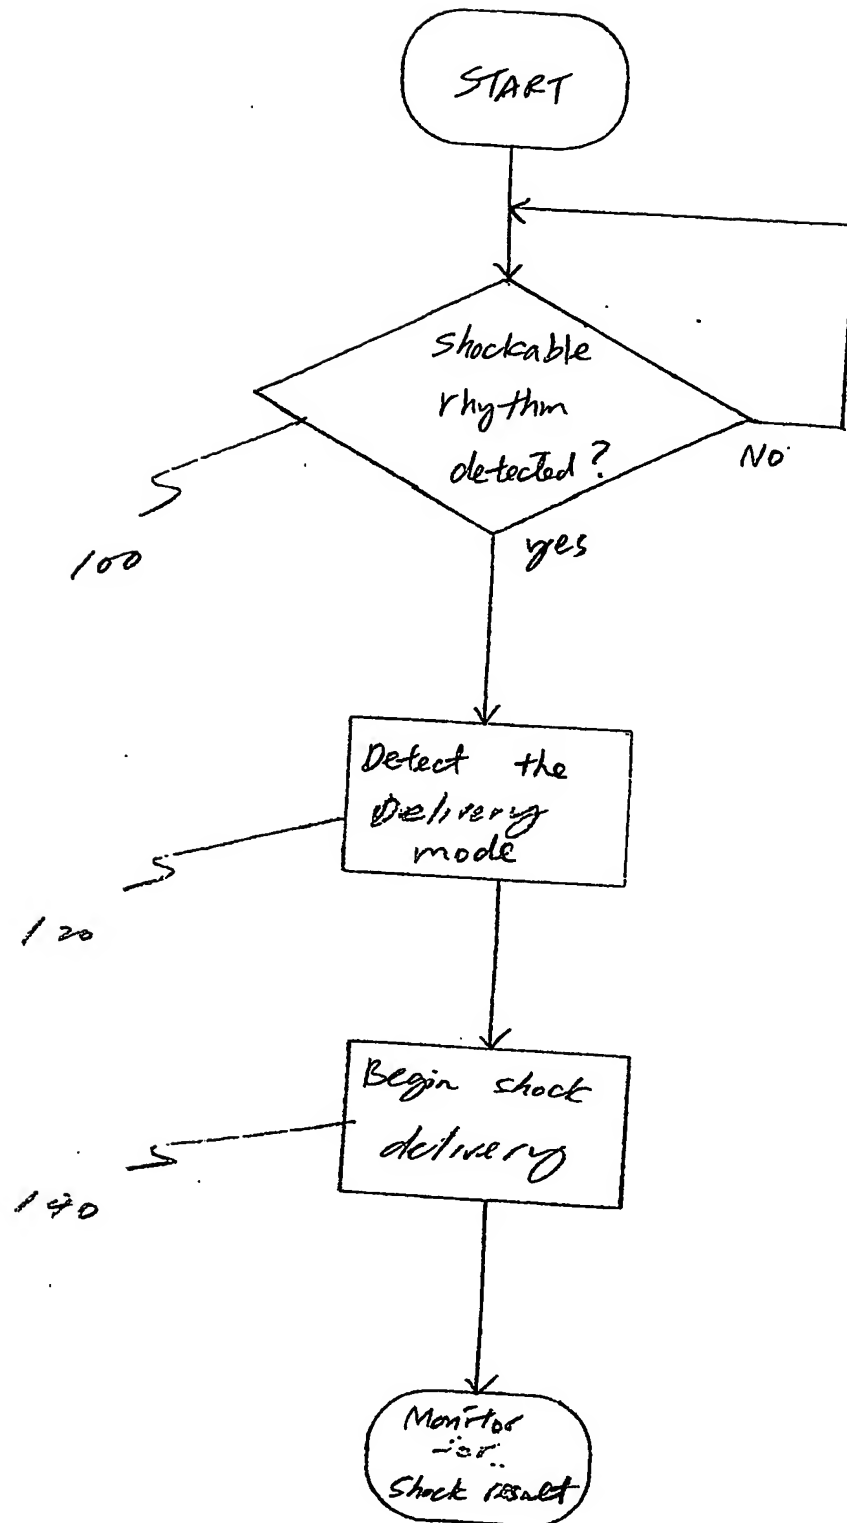 START
Shockable
rhythm
detected?
No
yes
100
Detect the
Delivery
mode
120
Begin shock
delivery
140
Monitor
for
Shock result